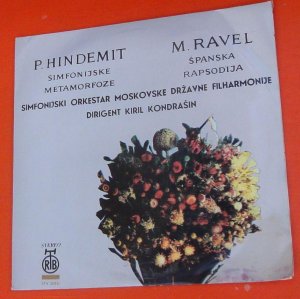 P. HINDEMIT
SIMFONIJSKE
METAMORFOZE
M. RAVEL
ŠPANSKA
RAPSODIJA
SIMFONIJSKI ORKESTAR MOSKOVSKE DRŽAVNE FILHARMONIJE
DIRIGENT KIRIL KONDRAŠIN
STEREO
RTB